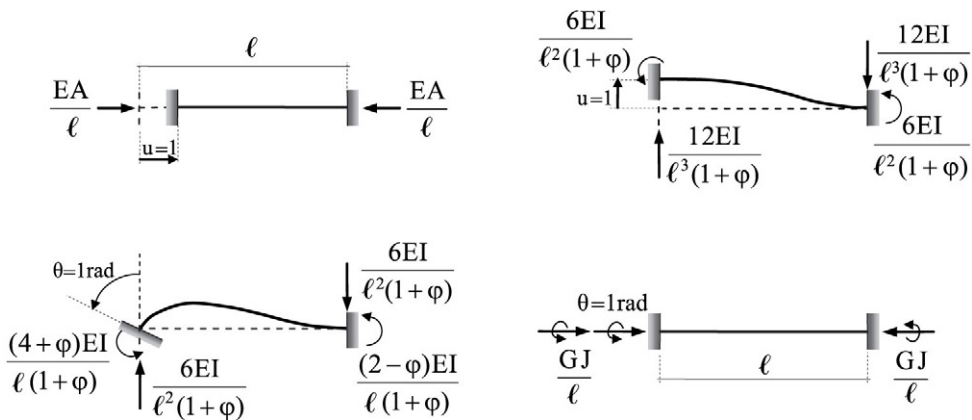 ℓ
EA
ℓ
EA
ℓ
u=1
6EI
ℓ²(1+φ)
u=1
12EI
ℓ³(1+φ)
12EI
ℓ³(1+φ)
6EI
ℓ²(1+φ)
θ=1rad
(4+φ)EI
ℓ(1+φ)
6EI
ℓ²(1+φ)
6EI
ℓ²(1+φ)
(2-φ)EI
ℓ(1+φ)
θ=1rad
GJ
ℓ
ℓ
GJ
ℓ